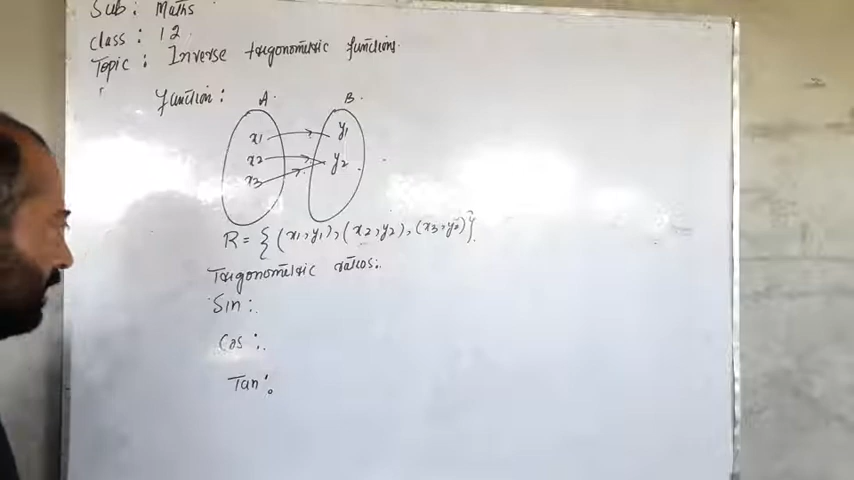 Sub : Maths
class : 12
Topic : Inverse trigonometric functions.
function :
A
B
x1 y1
x2 y2
x3
R = { (x1, y1), (x2, y2), (x3, y2) }
Trigonometric ratios:
Sin :
Cos :
Tan :